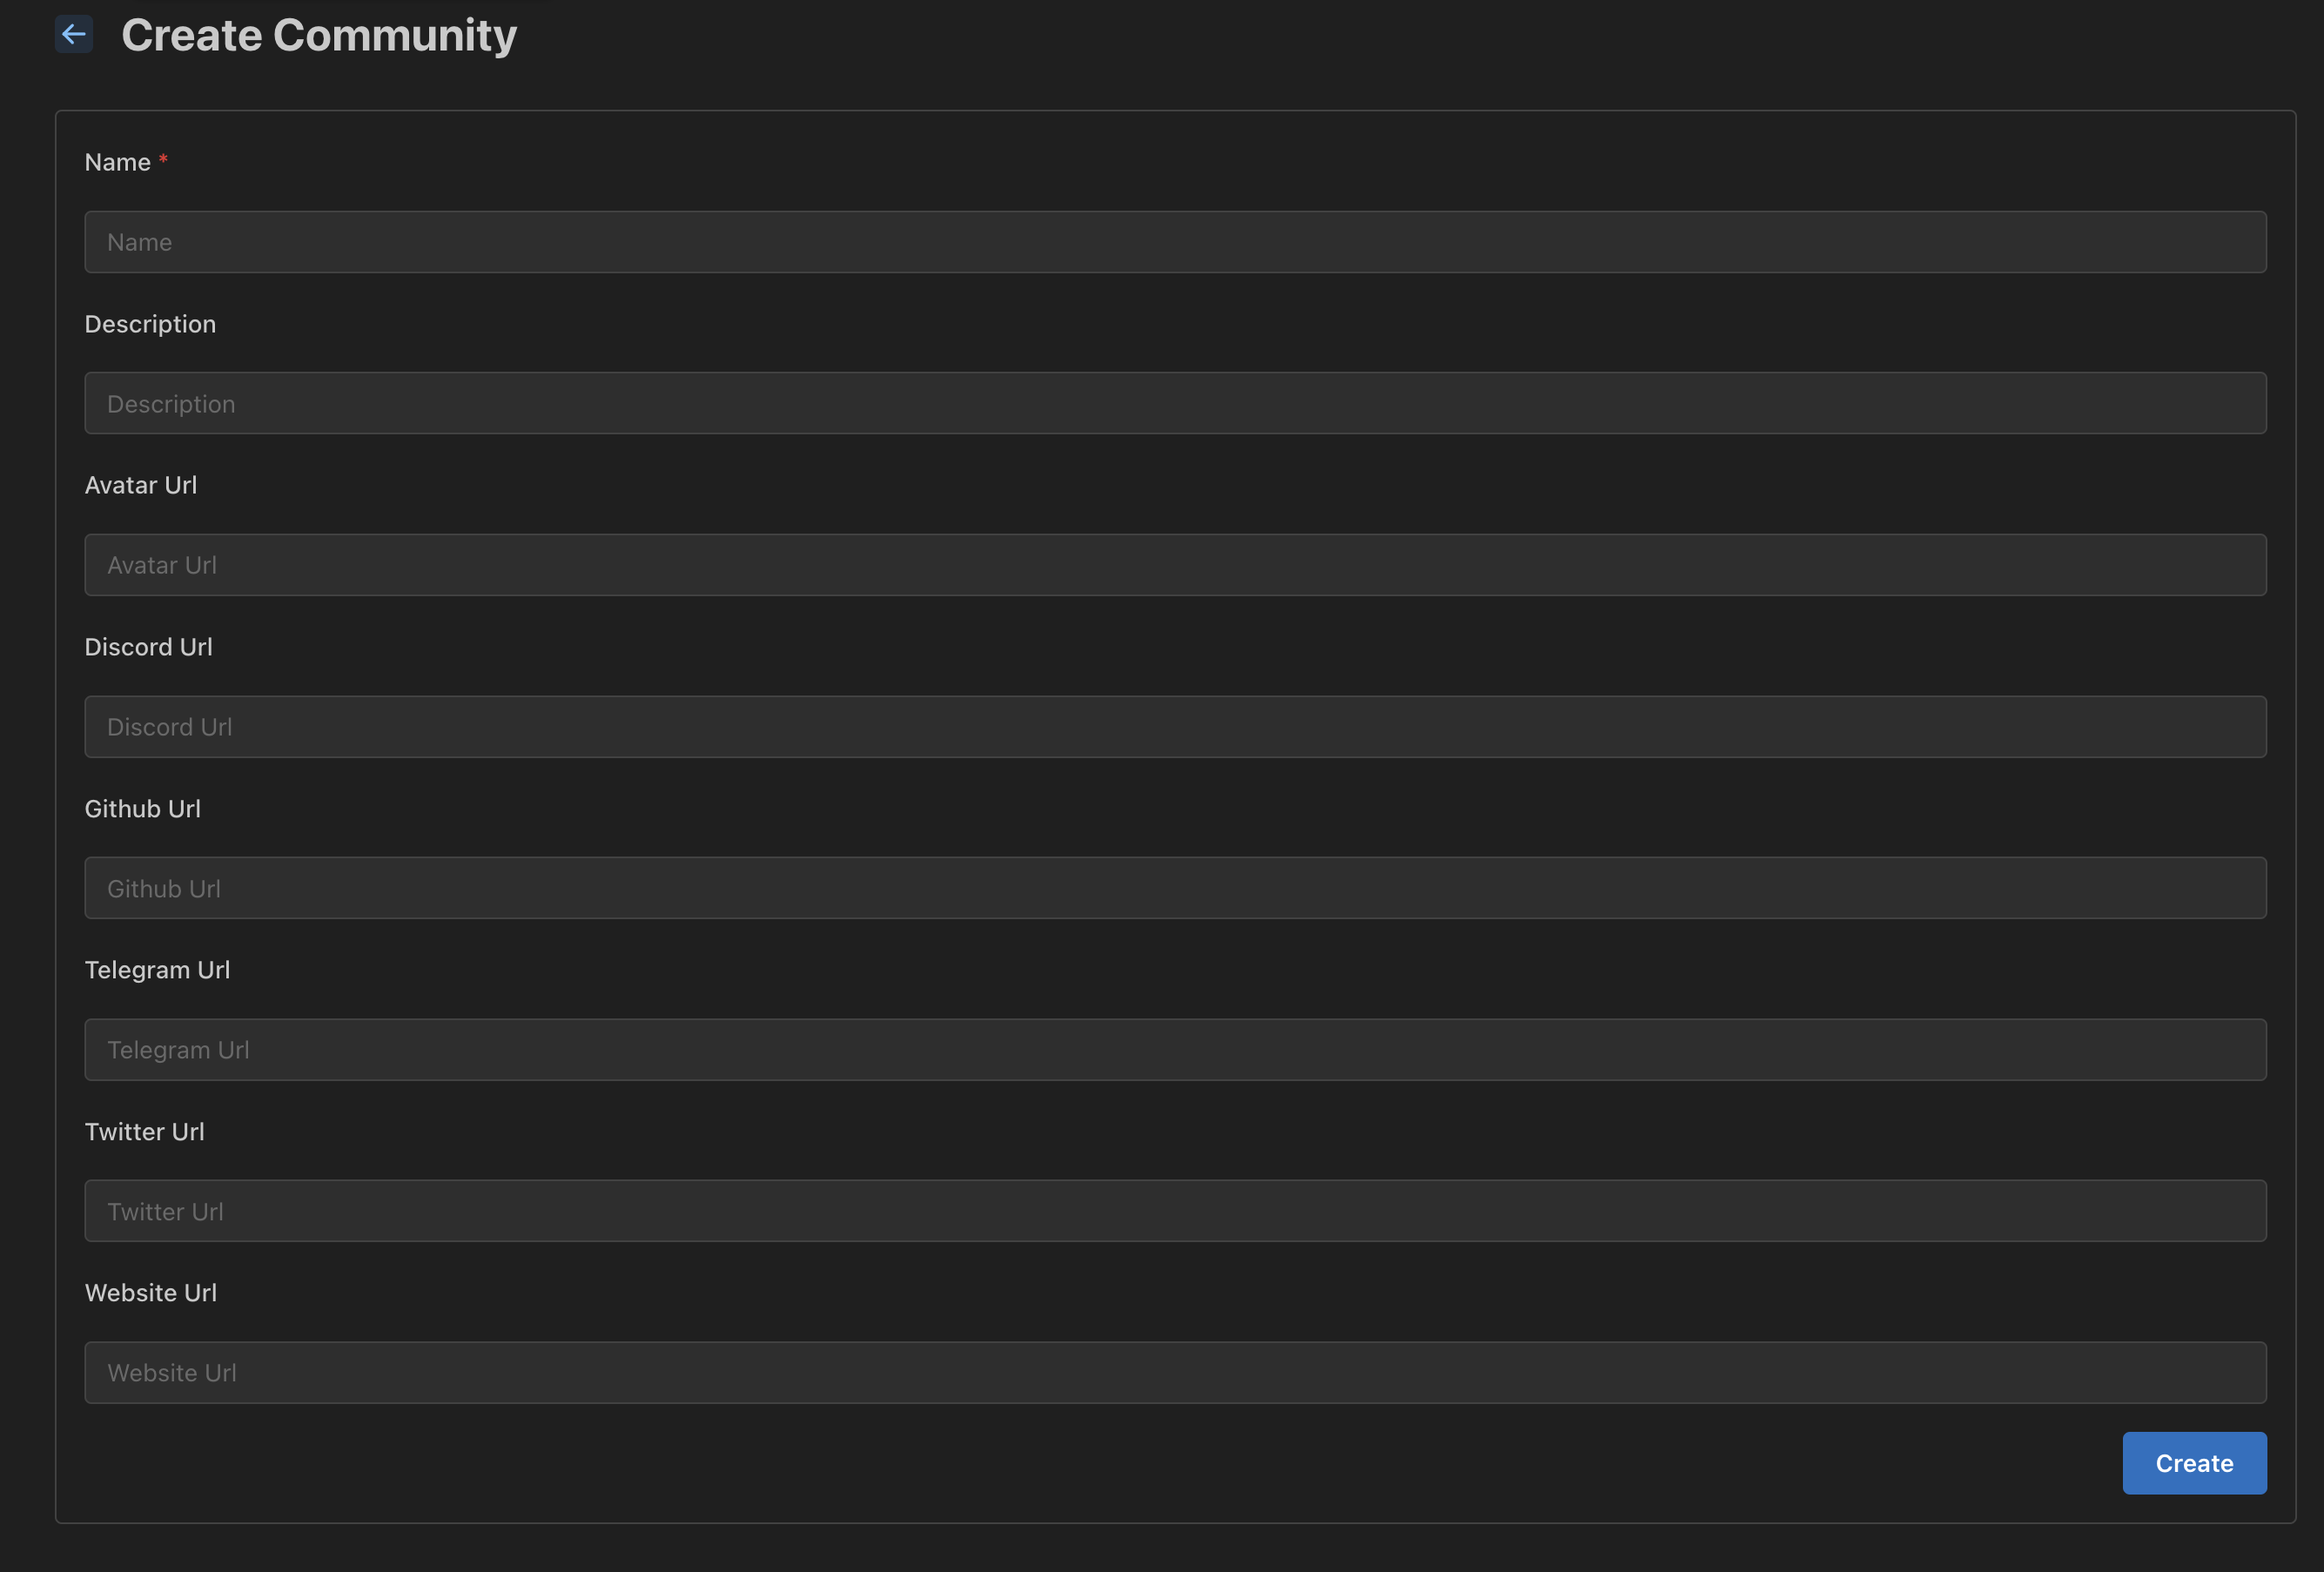 Create Community
Name *
Name
Description
Description
Avatar Url
Avatar Url
Discord Url
Discord Url
Github Url
Github Url
Telegram Url
Telegram Url
Twitter Url
Twitter Url
Website Url
Website Url
Create